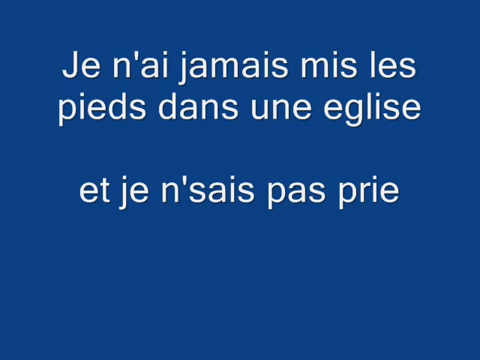 Je n'ai jamais mis les
pieds dans une eglise
et je n'sais pas prie